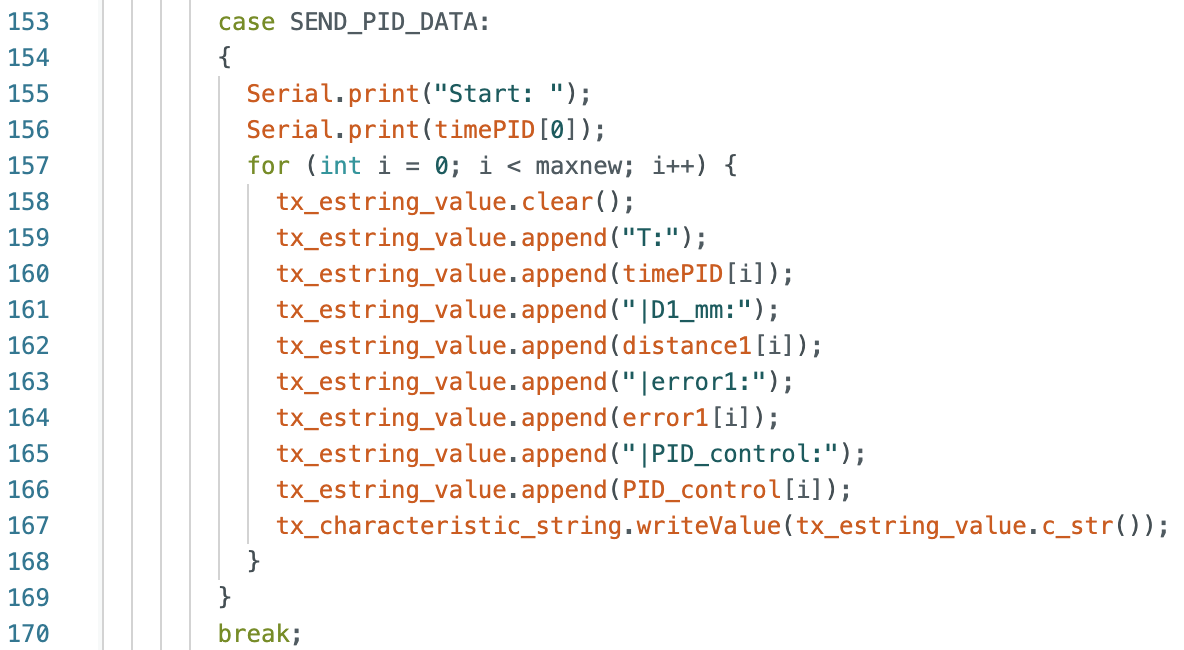 153 case SEND_PID_DATA:
154 {
155 Serial.print("Start: ");
156 Serial.print(timePID[0]);
157 for (int i = 0; i < maxnew; i++) {
158 tx_estring_value.clear();
159 tx_estring_value.append("T:");
160 tx_estring_value.append(timePID[i]);
161 tx_estring_value.append("|D1_mm:");
162 tx_estring_value.append(distance1[i]);
163 tx_estring_value.append("|error1:");
164 tx_estring_value.append(error1[i]);
165 tx_estring_value.append("|PID_control:");
166 tx_estring_value.append(PID_control[i]);
167 tx_characteristic_string.writeValue(tx_estring_value.c_str());
168 }
169 }
170 break;